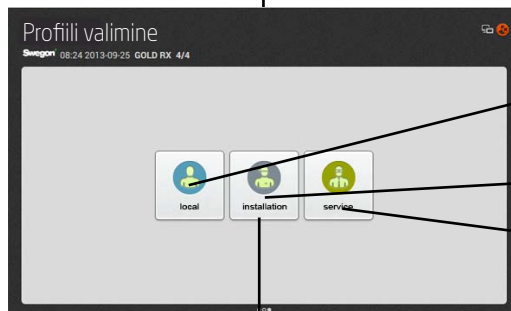 Profiili valimine
Swegon 08:24 2013-09-25 GOLD RX 4/4
local installation service